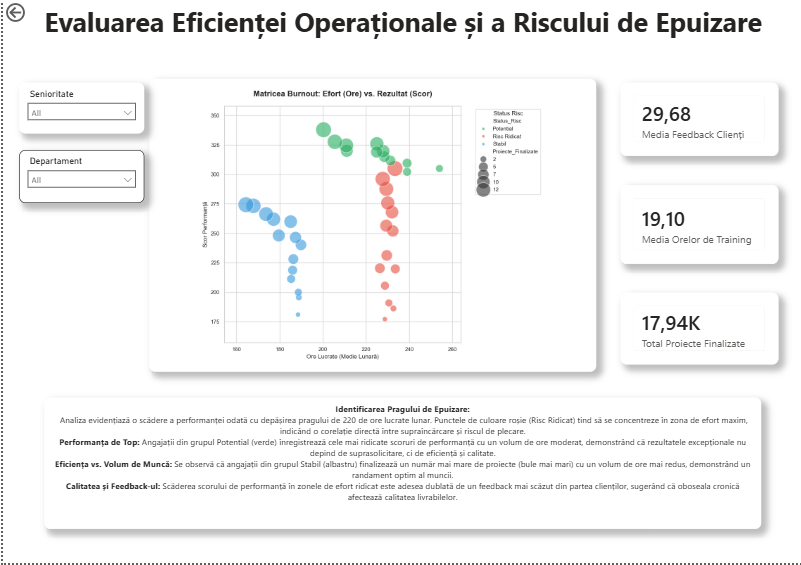 Evaluarea Eficienței Operaționale și a Riscului de Epuizare
Senioritate
All
Departament
All
Matricea Burnout: Efort (Ore) vs. Rezultat (Scor)
350
325
300
275
250
225
200
175
Scor Performanță
160
180
200
220
240
260
Ore Lucrate (Medie Lunară)
Status Risc
Status_Risc
Potential
Risc Ridicat
Stabil
Proiecte_Finalizate
2
5
7
10
12
29,68
Media Feedback Clienți
19,10
Media Orelor de Training
17,94K
Total Proiecte Finalizate
Identificarea Pragului de Epuizare:
Analiza evidențiază o scădere a performanței odată cu depășirea pragului de 220 de ore lucrate lunar. Punctele de culoare roșie (Risc Ridicat) tind să se concentreze în zona de efort maxim,
indicând o corelație directă între supraîncărcare și riscul de plecare.
Performanța de Top: Angajații din grupul Potential (verde) înregistrează cele mai ridicate scoruri de performanță cu un volum de ore moderat, demonstrând că rezultatele excepționale nu
depind de suprasolicitare, ci de eficiență și calitate.
Eficiența vs. Volum de Muncă: Se observă că angajații din grupul Stabil (albastru) finalizează un număr mai mare de proiecte (bule mai mari) cu un volum de ore mai redus, demonstrând un
randament optim al muncii.
Calitatea și Feedback-ul: Scăderea scorului de performanță în zonele de efort ridicat este adesea dublată de un feedback mai scăzut din partea clienților, sugerând că oboseala cronică
afectează calitatea livrabilelor.